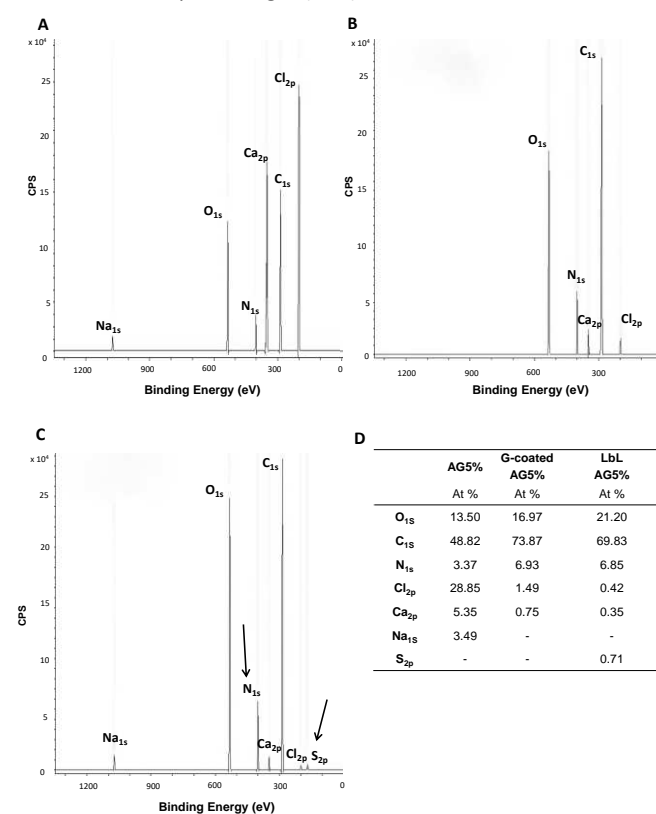 A
x 10⁴
Cl2p
25
20
Ca2p
C1s
15
O1s
10
N1s
5
Na1s
0
CPS
1200 900 600 300 0
Binding Energy (eV)
B
x 10⁴
C1s
25
20
O1s
15
10
N1s
5
Ca2p Cl2p
0
CPS
1200 900 600 300
Binding Energy (eV)
C
x 10⁴
C1s
O1s
25
20
15
10
N1s
5
Na1s
Ca2p Cl2p S2p
0
CPS
1200 900 600 300 0
Binding Energy (eV)
D
AG5% G-coated AG5% LbL AG5%
At % At % At %
O1S 13.50 16.97 21.20
C1S 48.82 73.87 69.83
N1s 3.37 6.93 6.85
Cl2p 28.85 1.49 0.42
Ca2p 5.35 0.75 0.35
Na1S 3.49 - -
S2p - - 0.71